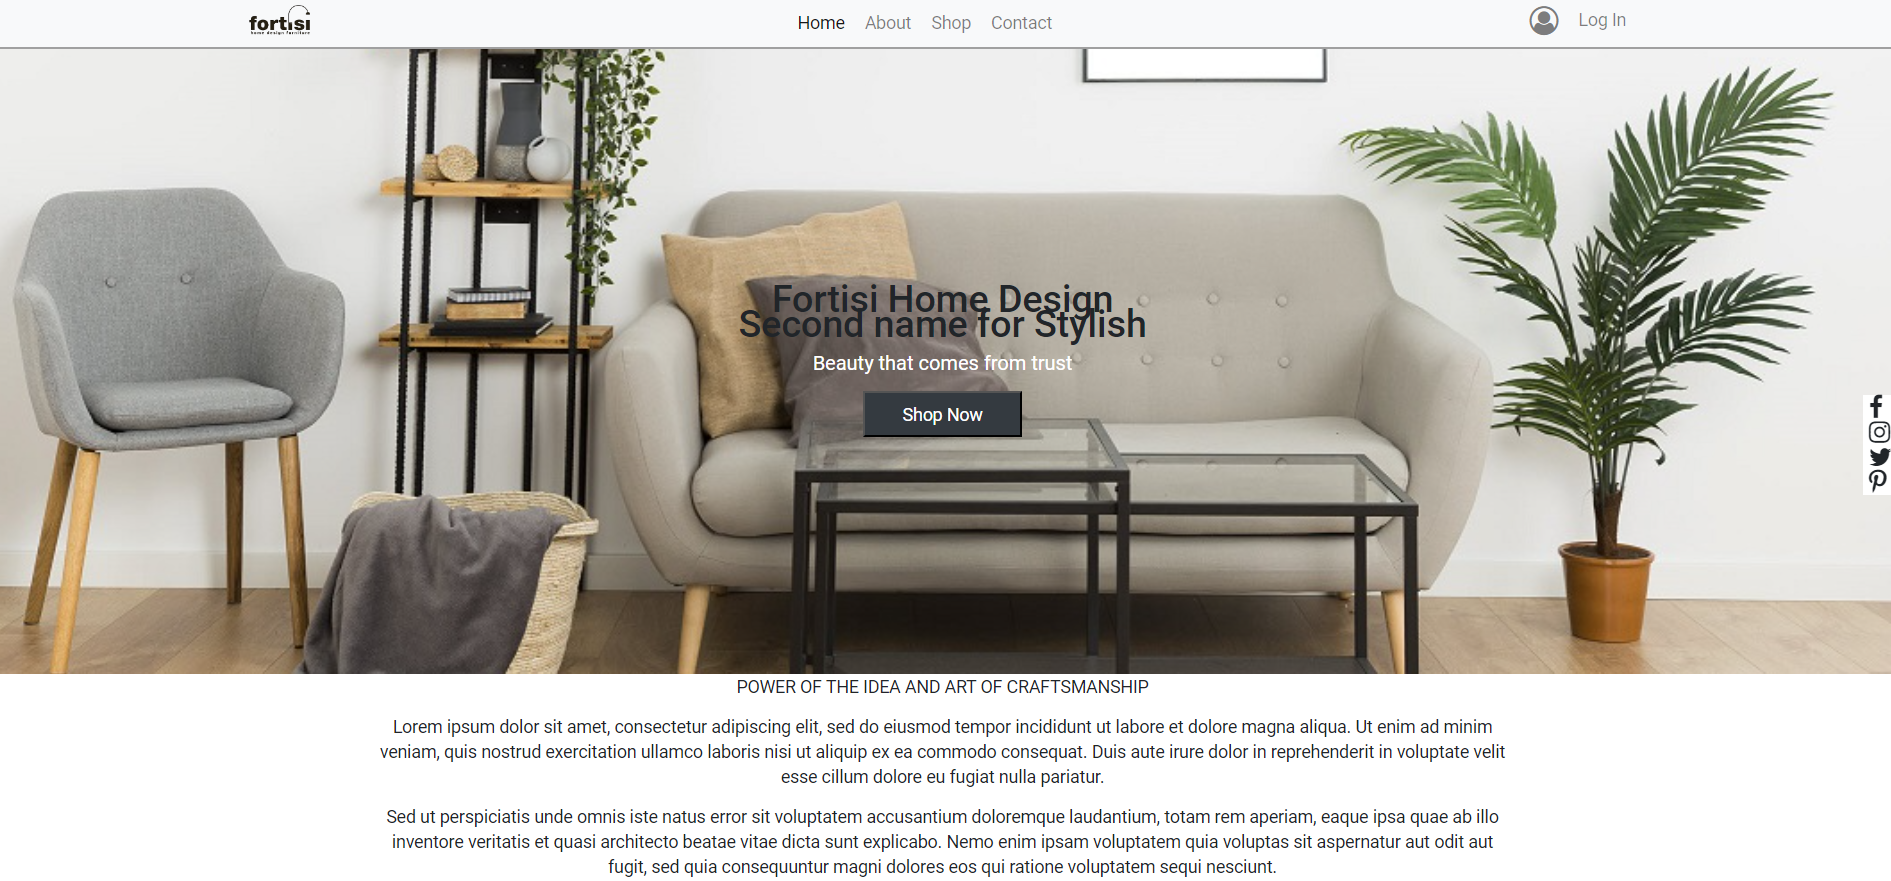 fortisi
home design furniture
Home About Shop Contact
Log In
Fortisi Home Design
Second name for Stylish
Beauty that comes from trust
Shop Now
POWER OF THE IDEA AND ART OF CRAFTSMANSHIP
Lorem ipsum dolor sit amet, consectetur adipiscing elit, sed do eiusmod tempor incididunt ut labore et dolore magna aliqua. Ut enim ad minim
veniam, quis nostrud exercitation ullamco laboris nisi ut aliquip ex ea commodo consequat. Duis aute irure dolor in reprehenderit in voluptate velit
esse cillum dolore eu fugiat nulla pariatur.
Sed ut perspiciatis unde omnis iste natus error sit voluptatem accusantium doloremque laudantium, totam rem aperiam, eaque ipsa quae ab illo
inventore veritatis et quasi architecto beatae vitae dicta sunt explicabo. Nemo enim ipsam voluptatem quia voluptas sit aspernatur aut odit aut
fugit, sed quia consequuntur magni dolores eos qui ratione voluptatem sequi nesciunt.